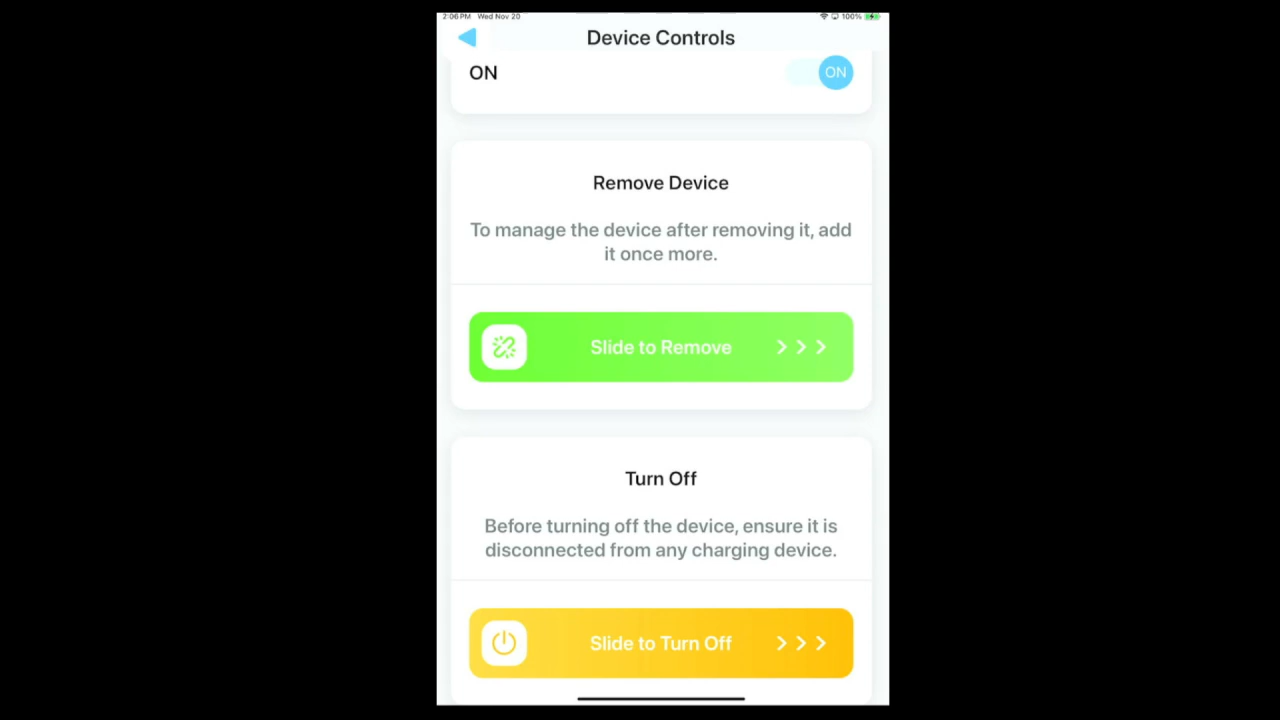 2:06 PM Wed Nov 20 100%
Device Controls
ON ON
Remove Device
To manage the device after removing it, add
it once more.
Slide to Remove
Turn Off
Before turning off the device, ensure it is
disconnected from any charging device.
Slide to Turn Off